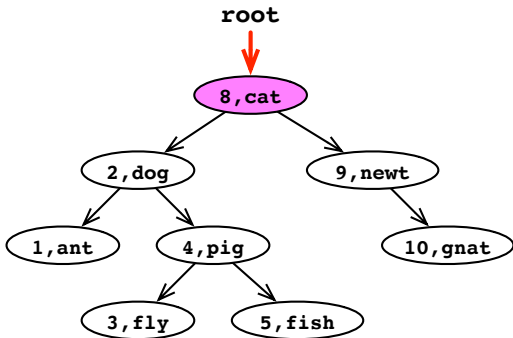 root
8,cat
2,dog
9,newt
1,ant
4,pig
10,gnat
3,fly
5,fish